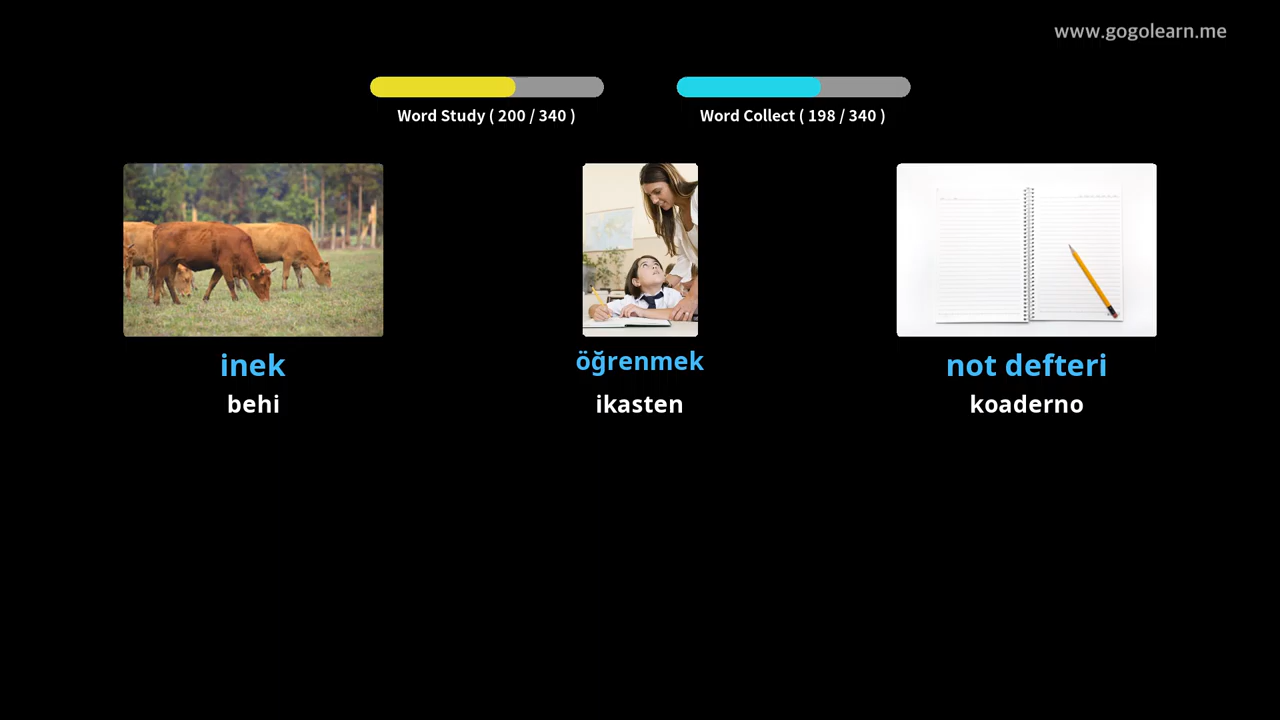 www.gogolearn.me
Word Study ( 200 / 340 )
Word Collect ( 198 / 340 )
inek
öğrenmek
not defteri
behi
ikasten
koaderno